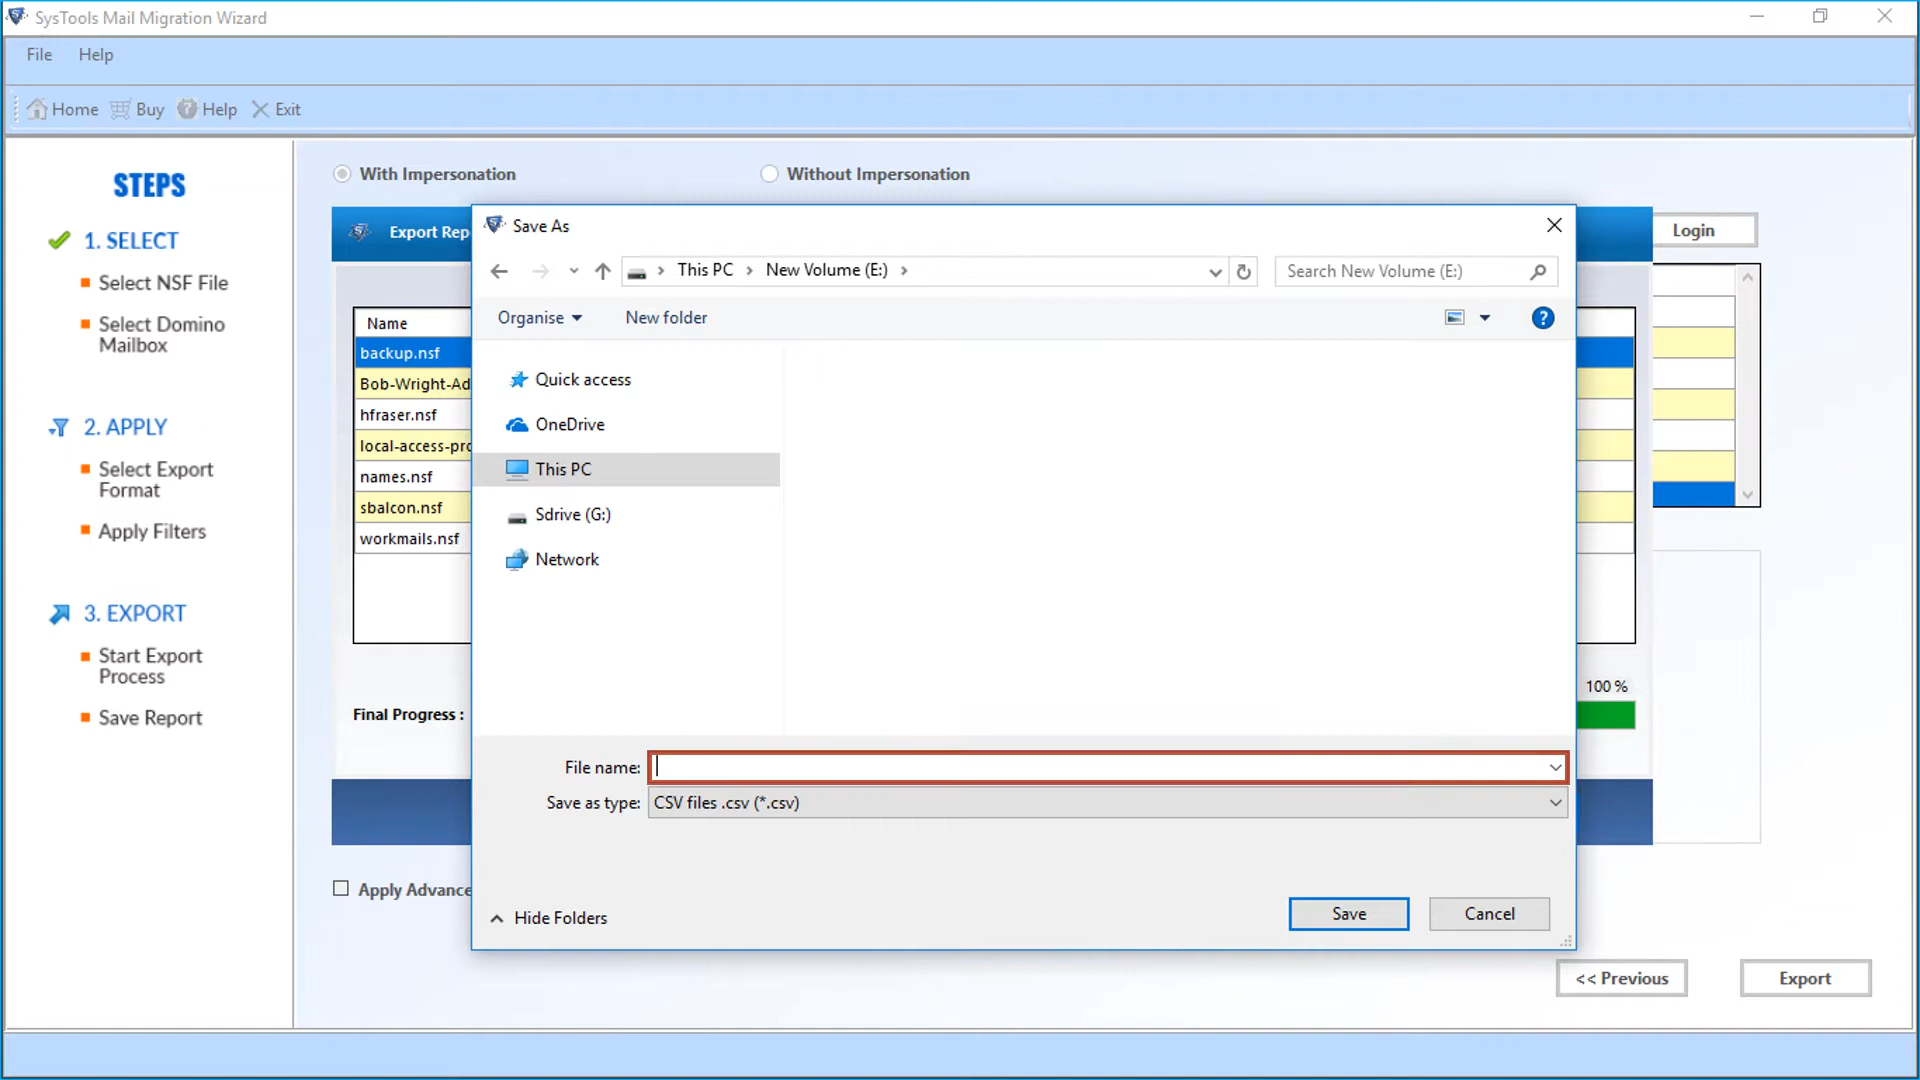 SysTools Mail Migration Wizard
File Help
Home Buy Help Exit
STEPS
1. SELECT
Select NSF File
Select Domino
Mailbox
2. APPLY
Select Export
Format
Apply Filters
3. EXPORT
Start Export
Process
Save Report
With Impersonation Without Impersonation
Export Rep
Login
Name
backup.nsf
Bob-Wright-Ad
hfraser.nsf
local-access-pro
names.nsf
sbalcon.nsf
workmails.nsf
100 %
Final Progress :
Apply Advance
Save As
This PC > New Volume (E:) >
Search New Volume (E:)
Organise New folder
Quick access
OneDrive
This PC
Sdrive (G:)
Network
File name:
Save as type: CSV files .csv (*.csv)
Hide Folders
Save Cancel
<< Previous Export